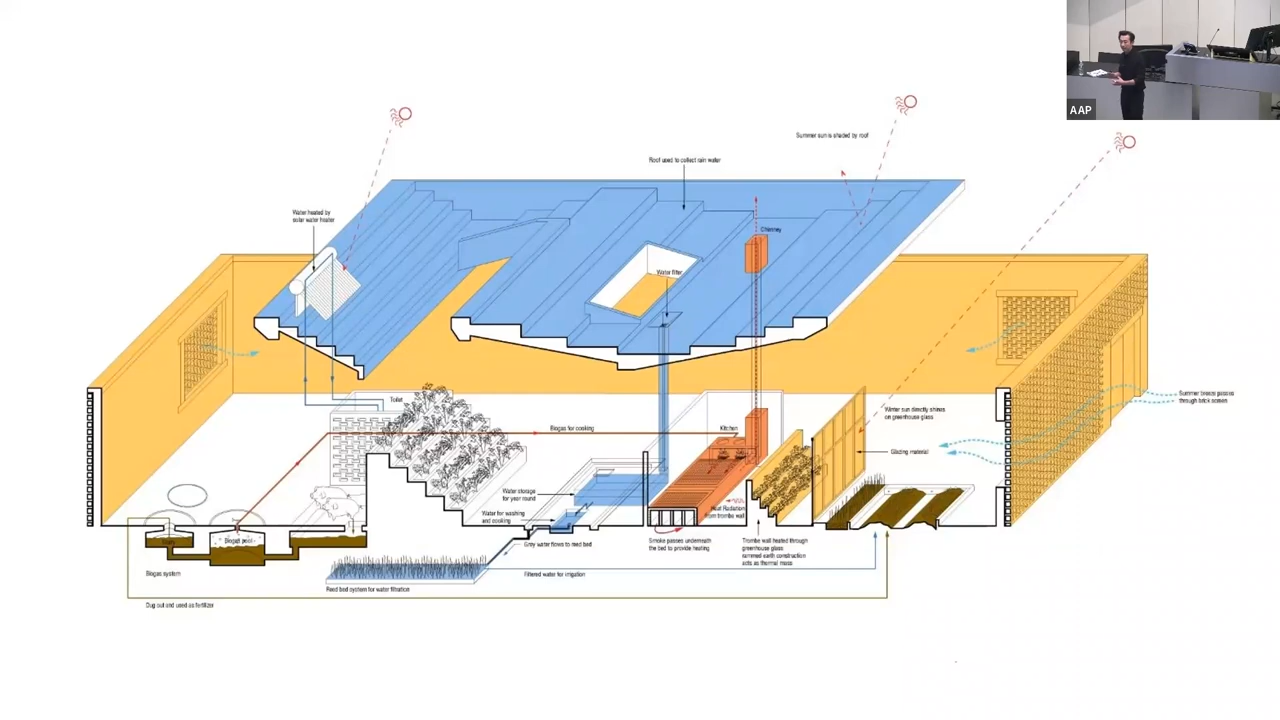 AAP
Summer sun is shaded by roof
Roof used to collect rain water
Water heated by
solar water heater
Chimney
Water filter
Toilet
Summer breeze passes
through brick screen
Winter sun directly shines
on greenhouse glass
Kitchen
Biogas for cooking
Glazing material
Water storage
for year round
Heat Radiation
from trombe wall
Water for washing
and cooking
Slurry
Biogas pool
Grey water flows to reed bed
Smoke passes underneath
the bed to provide heating
Trombe wall heated through
greenhouse glass
rammed earth construction
acts as thermal mass
Biogas system
Filtered water for irrigation
Reed bed system for water filtration
Dug out and used as fertilizer